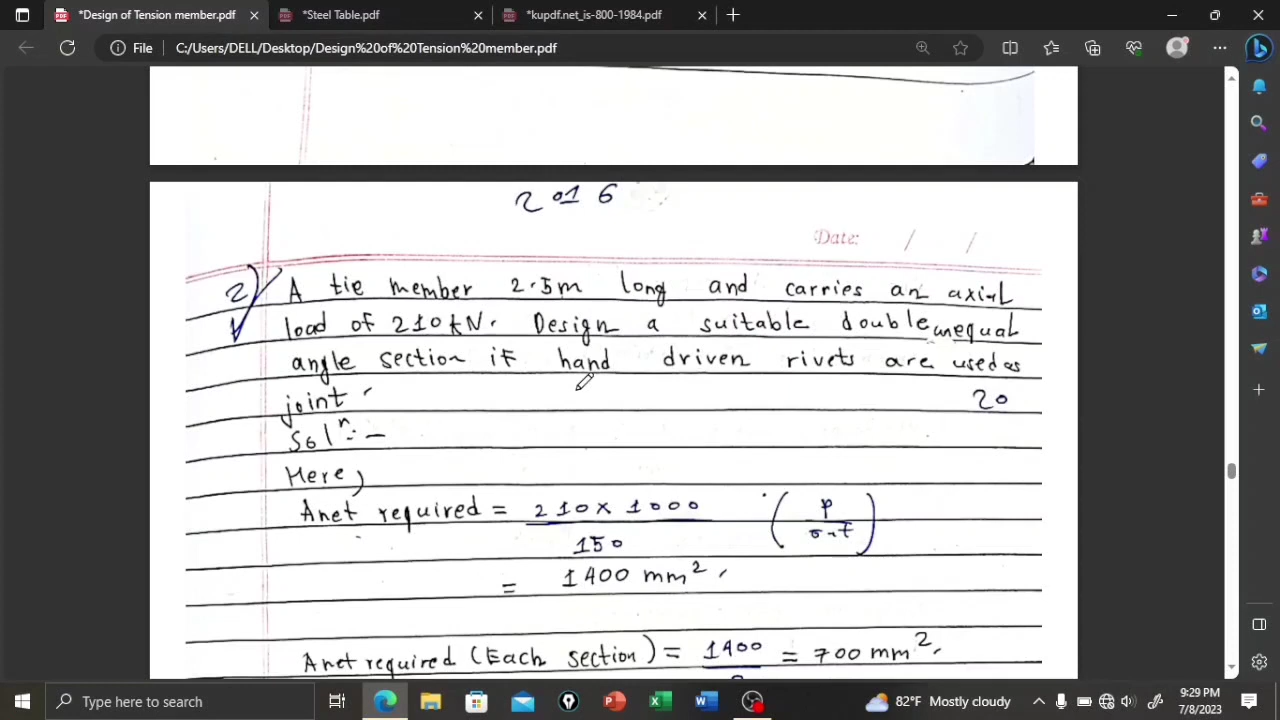 *Design of Tension member.pdf
*Steel Table.pdf
*kupdf.net_is-800-1984.pdf
File
C:/Users/DELL/Desktop/Design%20of%20Tension%20member.pdf
2016
Date: / /
2) A tie member 2.5m long and carries an axial
load of 210 kN. Design a suitable double unequal
angle section if hand driven rivets are used as
joint 20
Solⁿ:-
Here,
Anet required = 210 x 1000 / 150 (P / σat)
= 1400 mm²
Anet required (Each section) = 1400 = 700 mm²
Type here to search
82°F Mostly cloudy
9:29 PM
7/8/2023